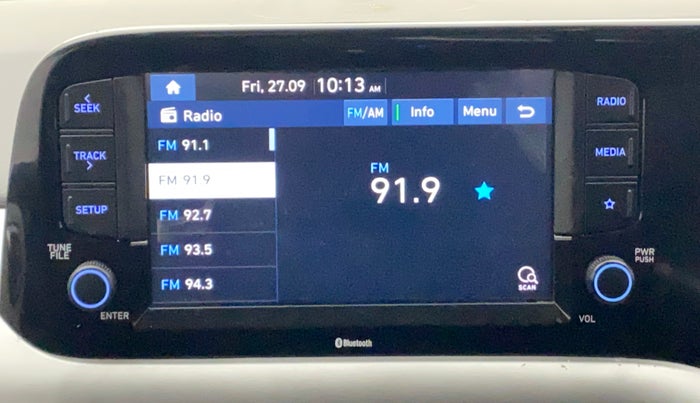 Fri, 27.09 10:13 AM
Radio FM/AM Info Menu
FM 91.1
FM 91.9
FM 92.7
FM 93.5
FM 94.3
FM
91.9
SCAN
SEEK
TRACK
SETUP
TUNE
FILE
ENTER
RADIO
MEDIA
PWR
PUSH
VOL
Bluetooth